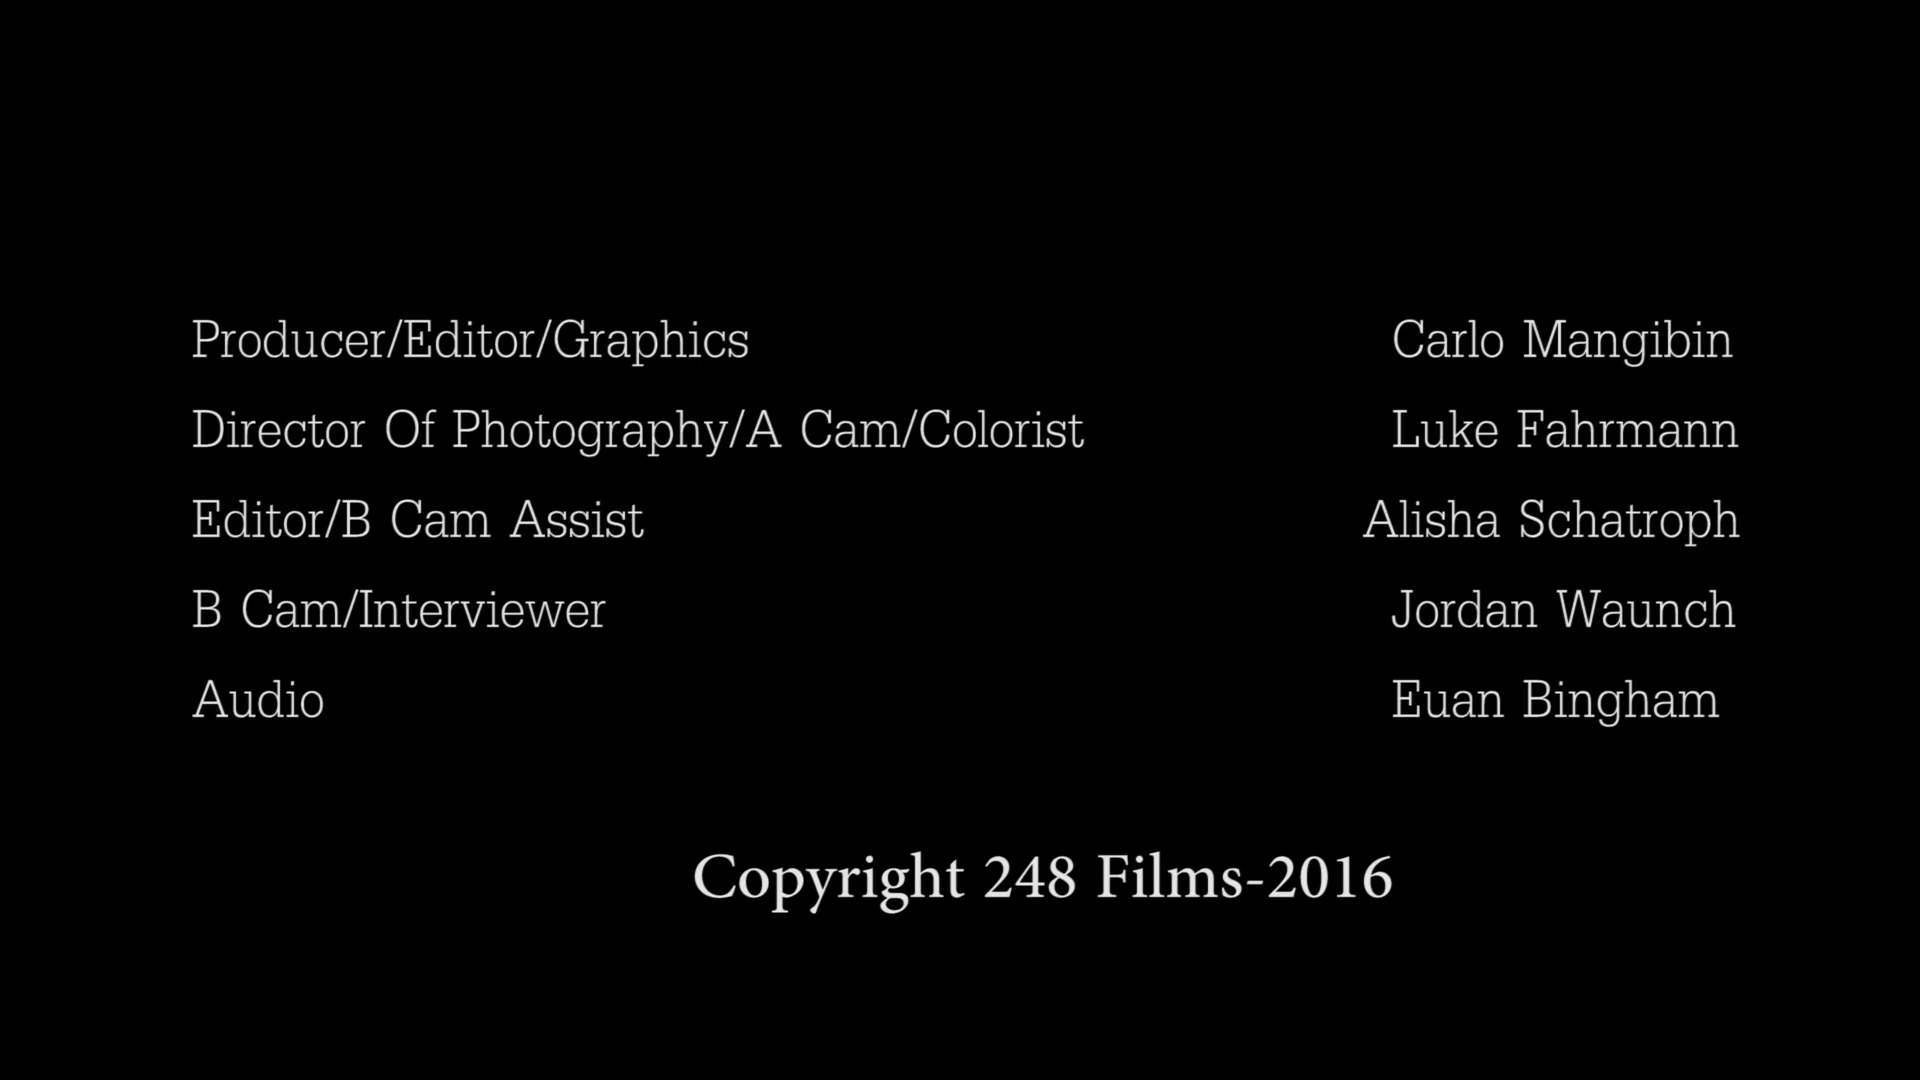 Producer/Editor/Graphics Carlo Mangibin
Director Of Photography/A Cam/Colorist Luke Fahrmann
Editor/B Cam Assist Alisha Schatroph
B Cam/Interviewer Jordan Waunch
Audio Euan Bingham
Copyright 248 Films-2016